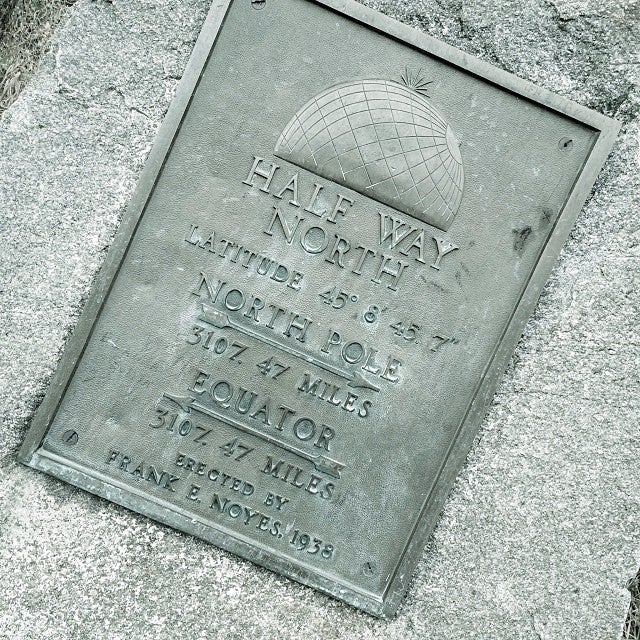 HALF WAY
NORTH
LATITUDE 45° 8' 45.7"
NORTH POLE
3107.47 MILES
EQUATOR
3107.47 MILES
ERECTED BY
FRANK E. NOYES, 1938